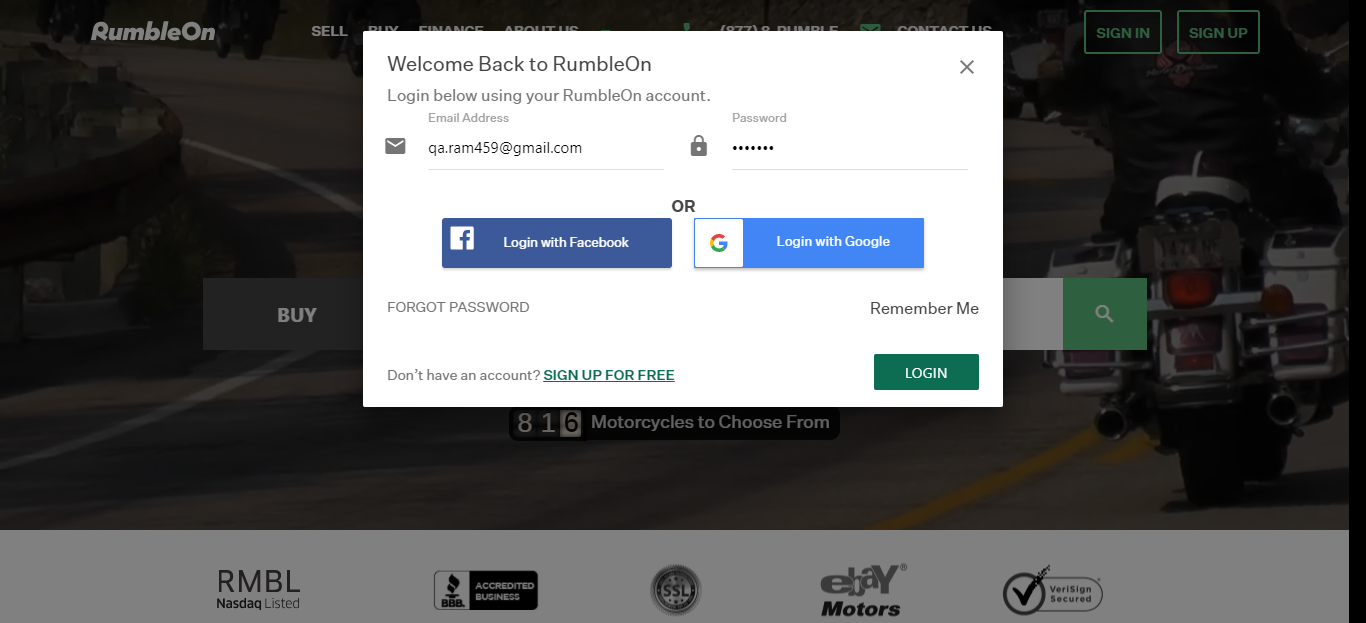 RumbleOn
SELL BUY FINANCE ABOUT US (877) 8-RUMBLE CONTACT US SIGN IN SIGN UP
Welcome Back to RumbleOn
Login below using your RumbleOn account.
Email Address Password
qa.ram459@gmail.com •••••••
OR
Login with Facebook Login with Google
FORGOT PASSWORD Remember Me
BUY
Don't have an account? SIGN UP FOR FREE LOGIN
816 Motorcycles to Choose From
RMBL
Nasdaq Listed
BBB.
ACCREDITED
BUSINESS
SSL
ebay®
Motors
VeriSign
Secured